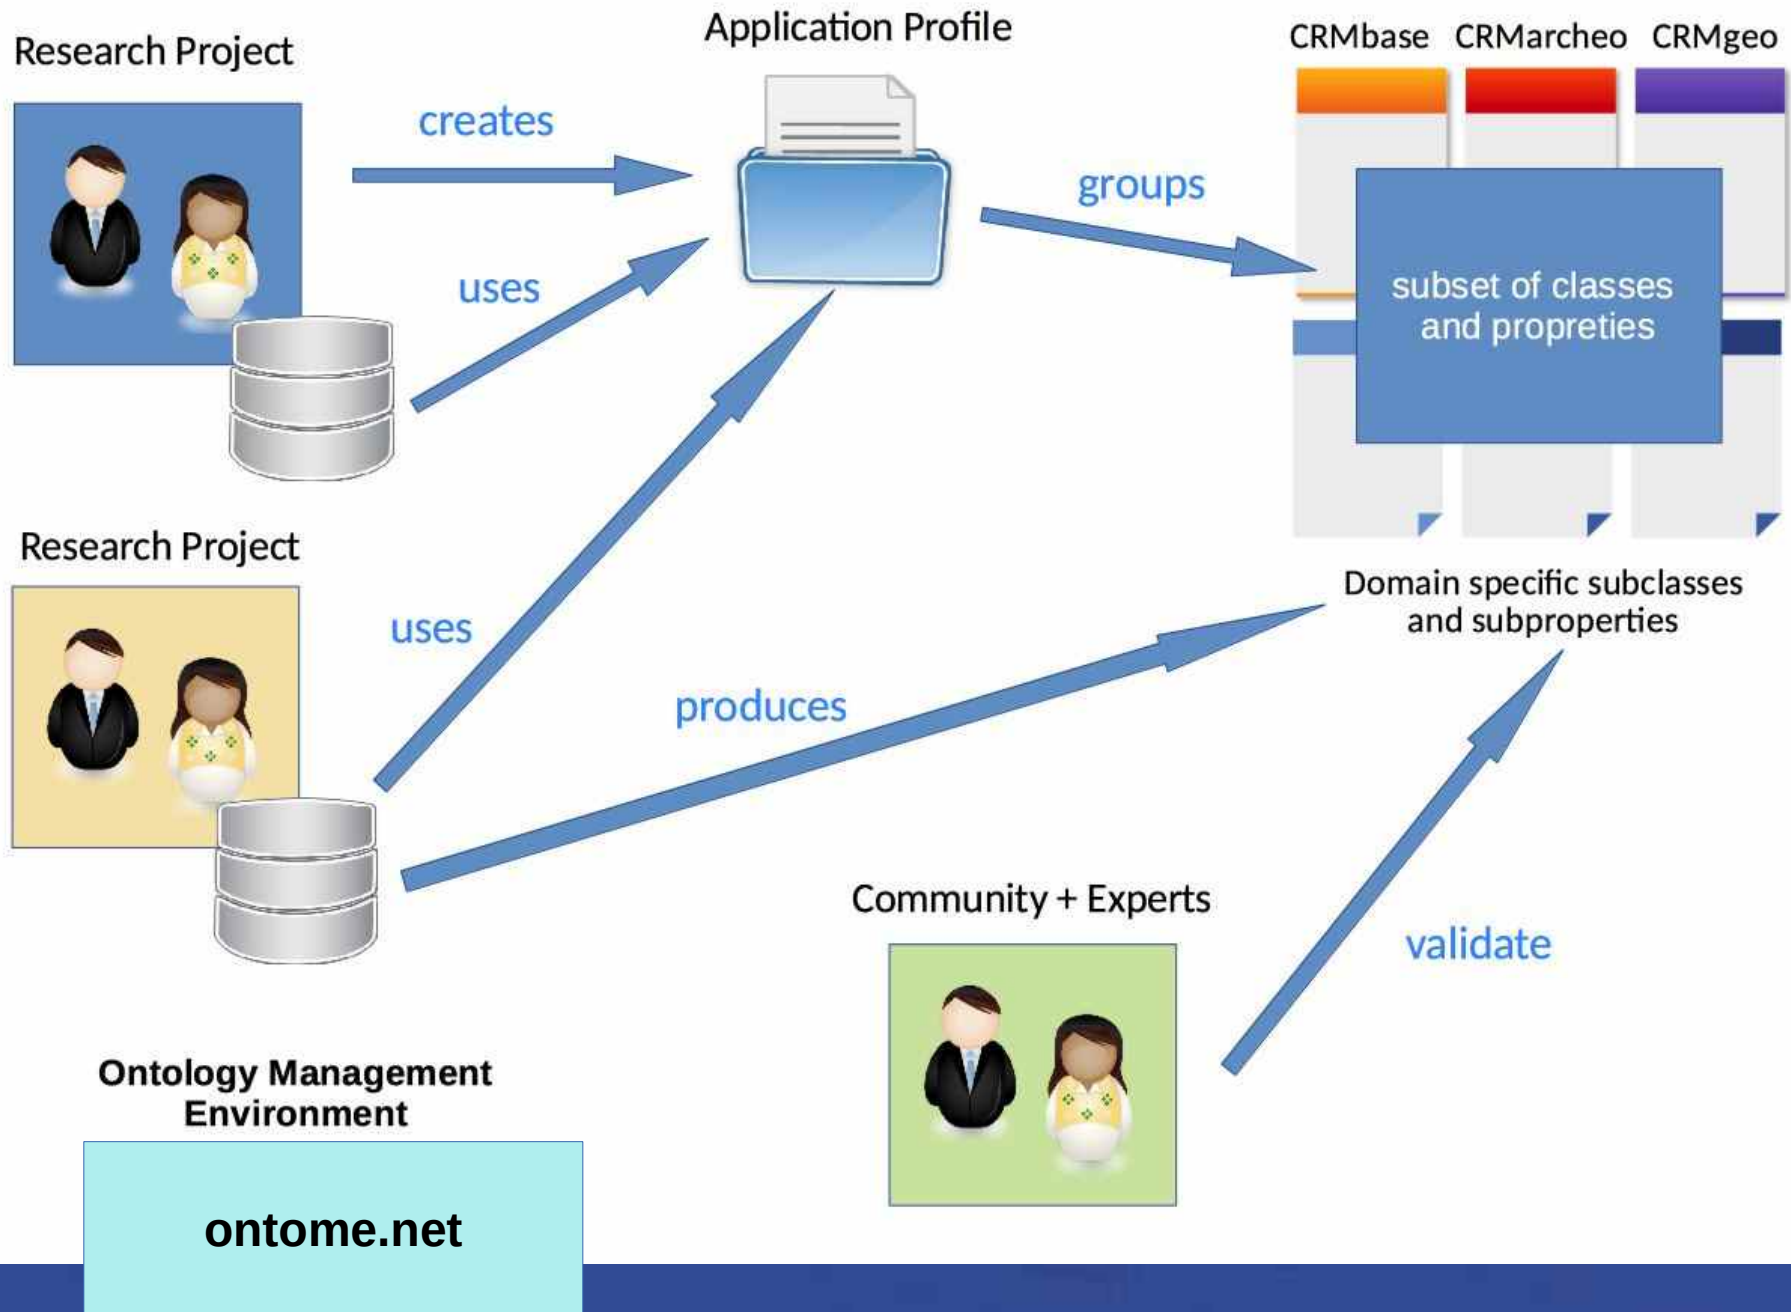 Research Project
Application Profile
CRMbase CRMarcheo CRMgeo
creates
groups
uses
subset of classes
and propreties
Research Project
Domain specific subclasses
and subproperties
uses
produces
Community + Experts
validate
Ontology Management
Environment
ontome.net